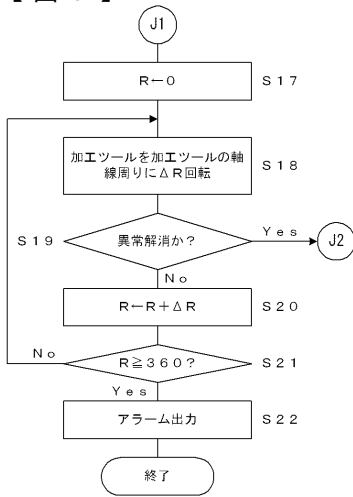 J1
R←0
S17
加工ツールを加工ツールの軸
線周りにΔR回転
S18
S19
異常解消か？
Yes
J2
No
R←R＋ΔR
S20
No
R≧360？
S21
Yes
アラーム出力
S22
終了